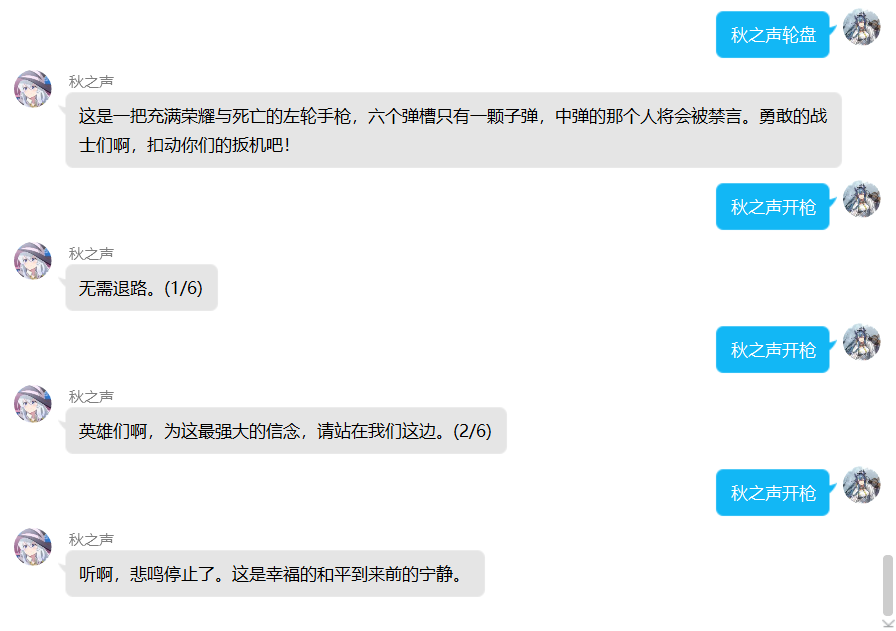 秋之声轮盘
秋之声
这是一把充满荣耀与死亡的左轮手枪，六个弹槽只有一颗子弹，中弹的那个人将会被禁言。勇敢的战
士们啊，扣动你们的扳机吧！
秋之声开枪
秋之声
无需退路。(1/6)
秋之声开枪
秋之声
英雄们啊，为这最强大的信念，请站在我们这边。(2/6)
秋之声开枪
秋之声
听啊，悲鸣停止了。这是幸福的和平到来前的宁静。